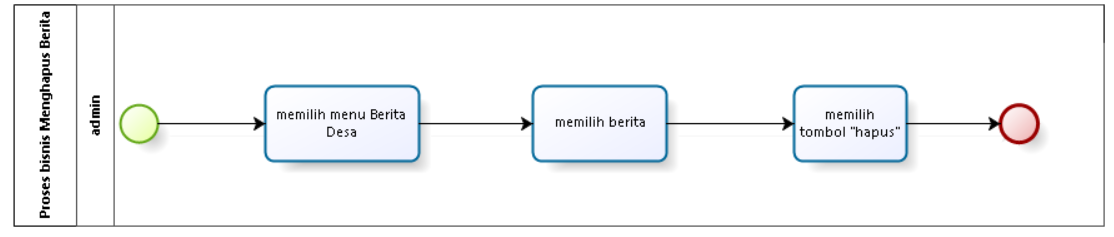 Proses bisnis Menghapus Berita
admin
memilih menu Berita
Desa
memilih berita
memilih
tombol "hapus"